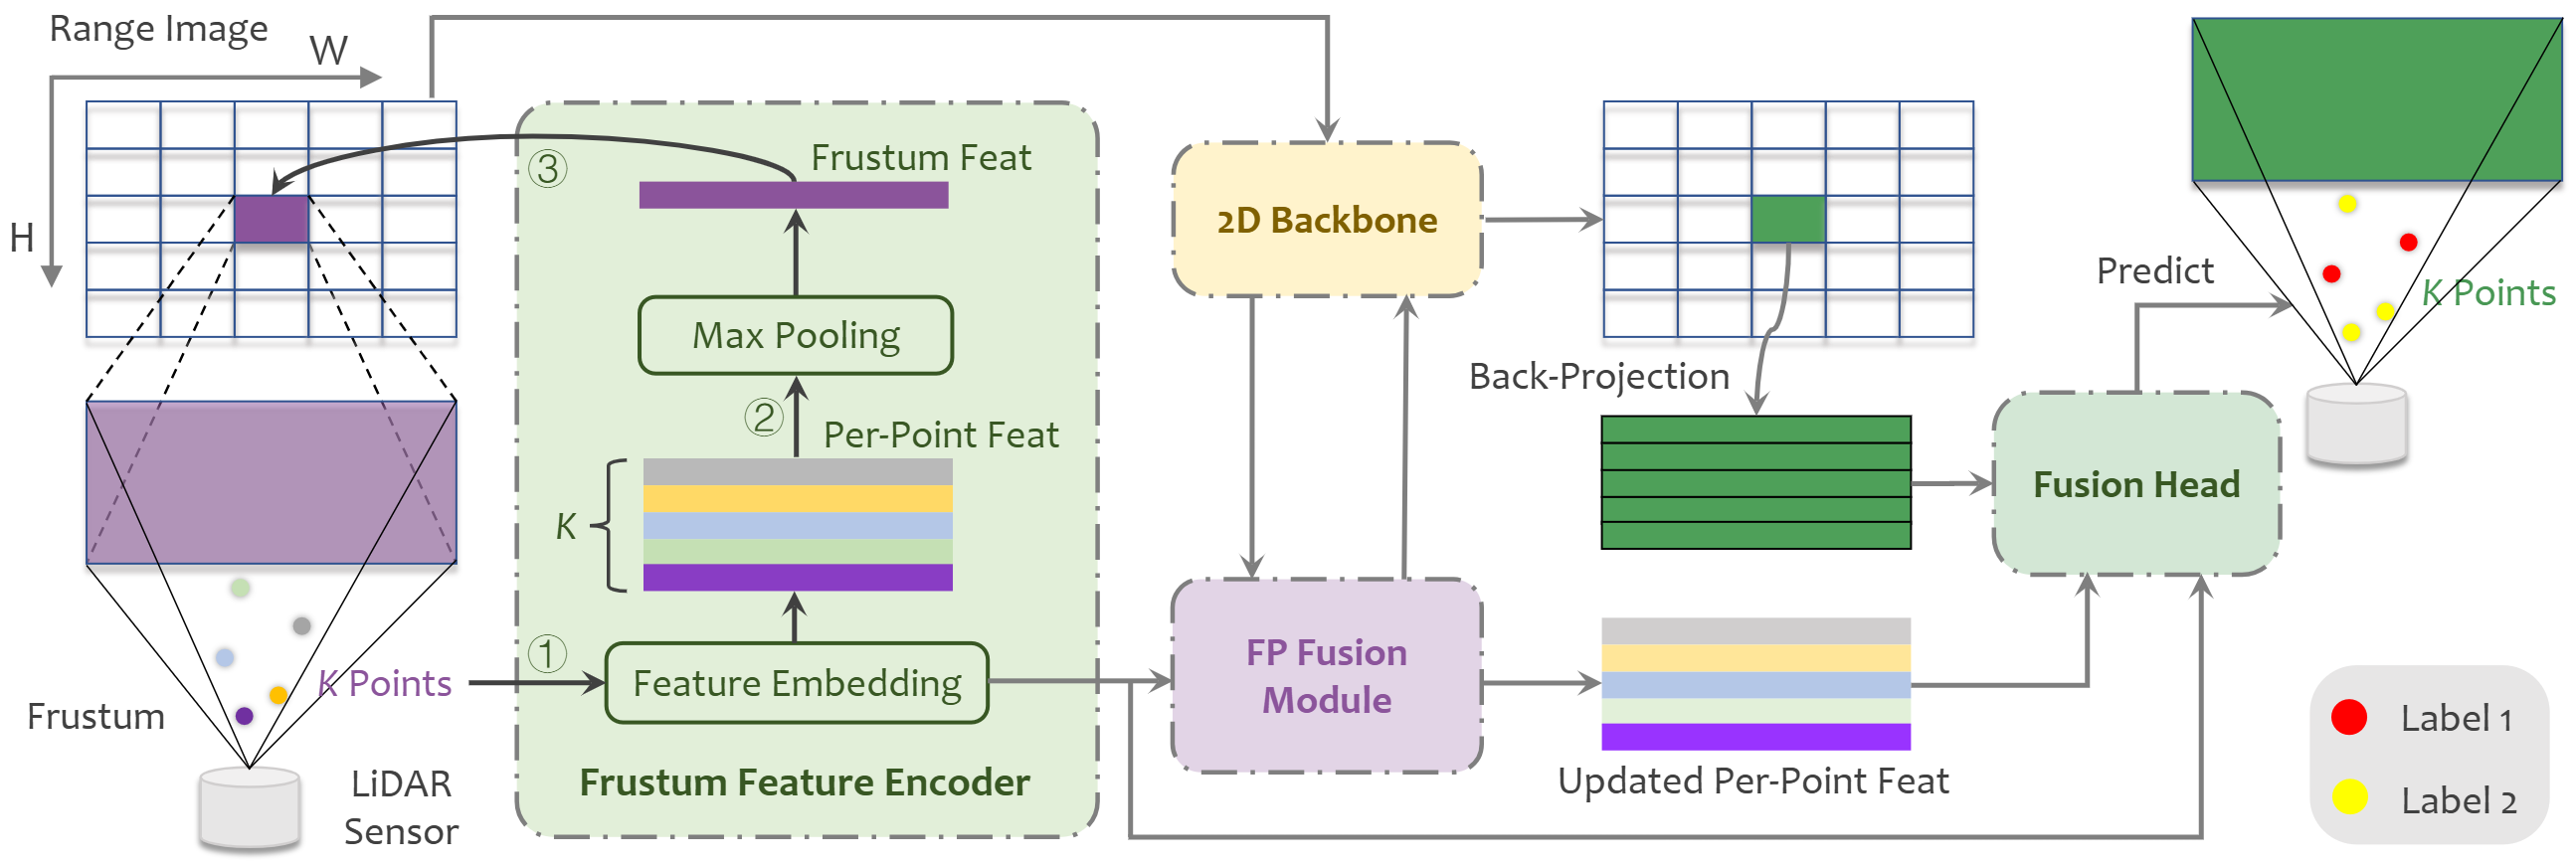 Range Image
W
H
Frustum
K Points
LiDAR
Sensor
③
Frustum Feat
Max Pooling
②
Per-Point Feat
K
①
Feature Embedding
Frustum Feature Encoder
2D Backbone
FP Fusion
Module
Back-Projection
Updated Per-Point Feat
Fusion Head
Predict
K Points
Label 1
Label 2